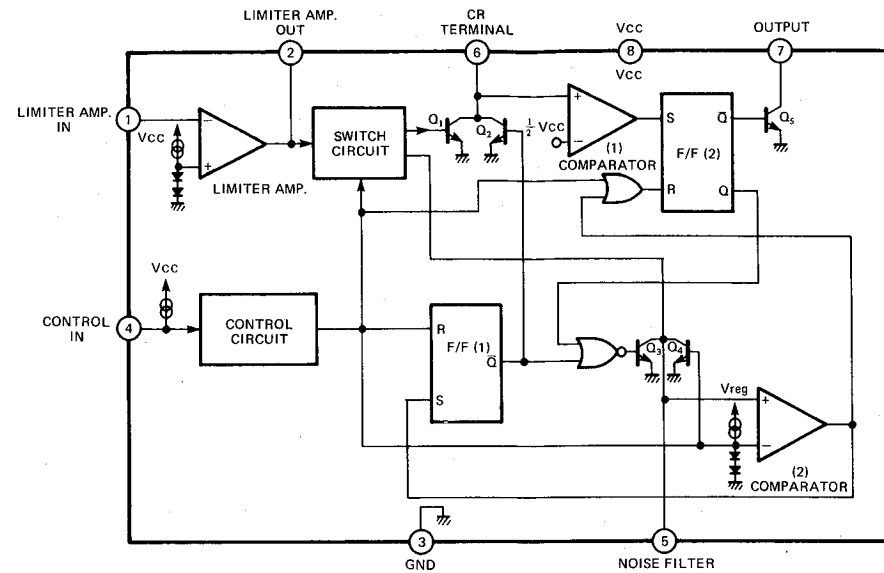 LIMITER AMP.
OUT
2
CR
TERMINAL
6
VCC
8
VCC
OUTPUT
7
LIMITER AMP.
IN
1
VCC
−
+
LIMITER AMP.
SWITCH
CIRCUIT
Q1
Q2
1/2 VCC
+
−
(1)
COMPARATOR
S
Q̅
F/F (2)
R
Q
Q5
CONTROL
IN
4
VCC
CONTROL
CIRCUIT
R
F/F (1)
Q̅
S
Q3
Q4
Vreg
+
−
(2)
COMPARATOR
3
GND
5
NOISE FILTER